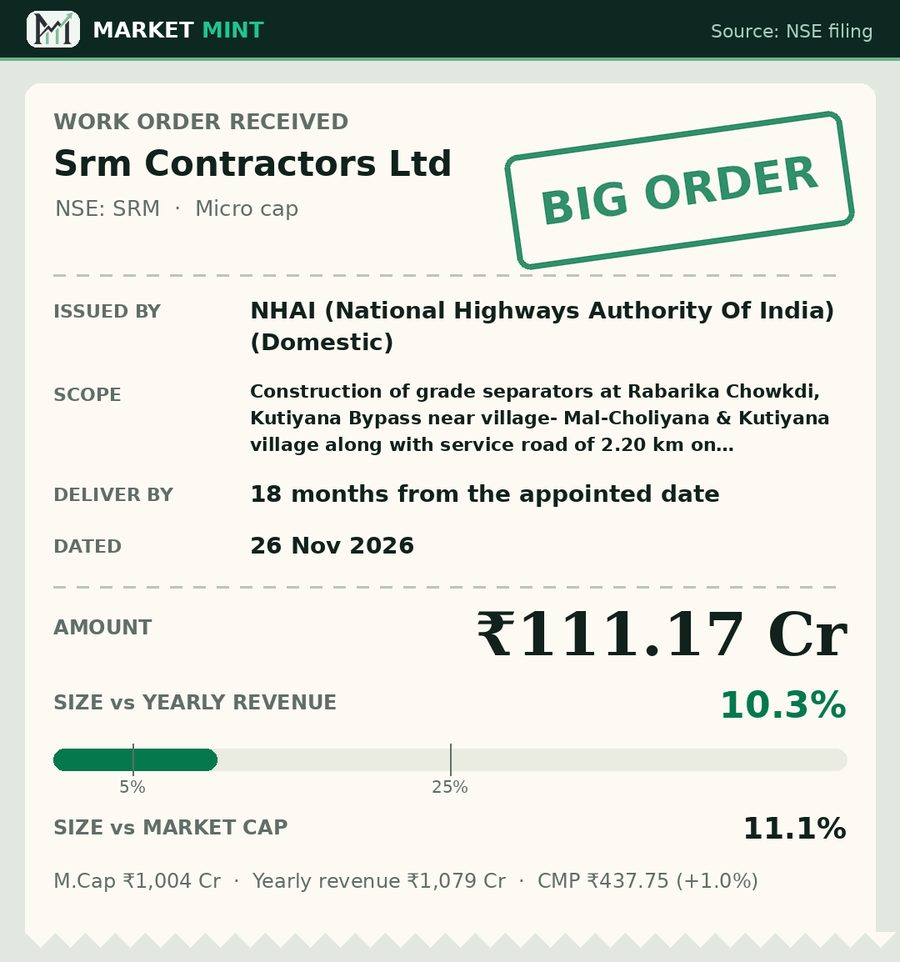 MARKET MINT
Source: NSE filing
WORK ORDER RECEIVED
Srm Contractors Ltd
NSE: SRM · Micro cap
BIG ORDER
ISSUED BY
NHAI (National Highways Authority Of India)
(Domestic)
SCOPE
Construction of grade separators at Rabarika Chowkdi,
Kutiyana Bypass near village- Mal-Choliyana & Kutiyana
village along with service road of 2.20 km on…
DELIVER BY
18 months from the appointed date
DATED
26 Nov 2026
AMOUNT
₹111.17 Cr
SIZE vs YEARLY REVENUE
10.3%
5%
25%
SIZE vs MARKET CAP
11.1%
M.Cap ₹1,004 Cr · Yearly revenue ₹1,079 Cr · CMP ₹437.75 (+1.0%)